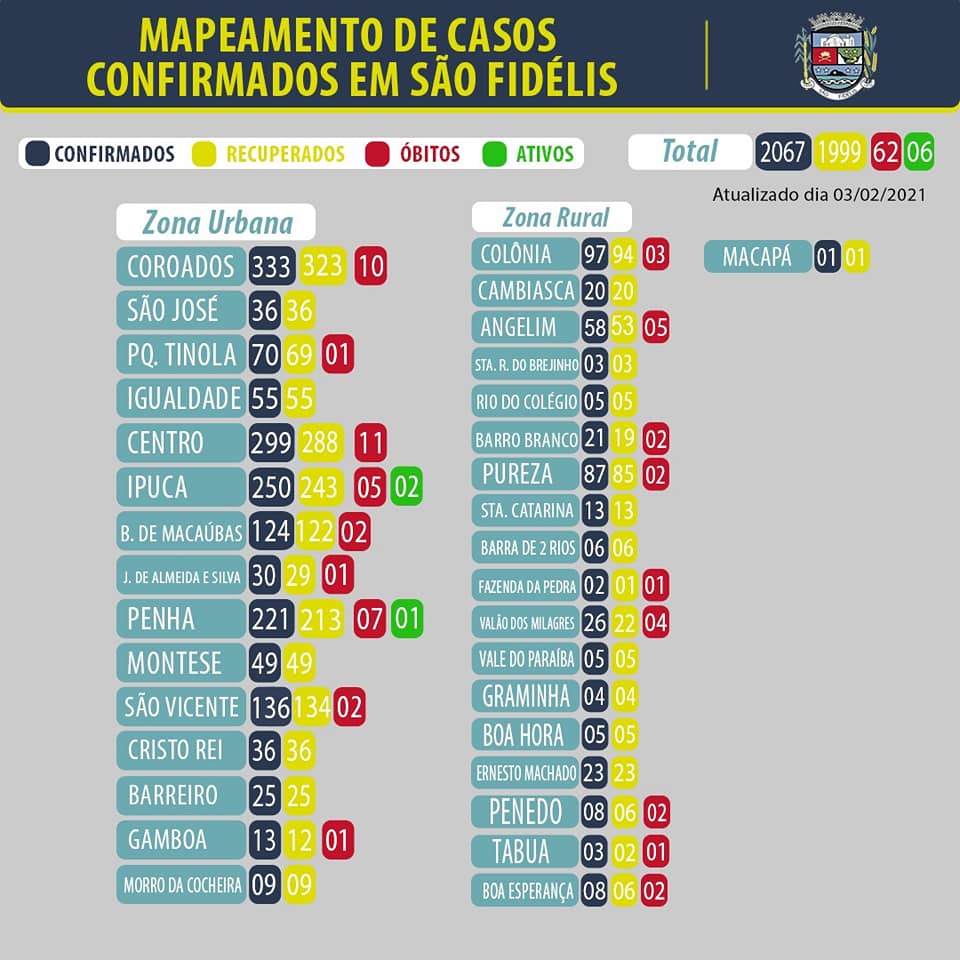 MAPEAMENTO DE CASOS
CONFIRMADOS EM SÃO FIDÉLIS
CONFIRMADOS RECUPERADOS ÓBITOS ATIVOS
Total 2067 1999 62 06
Atualizado dia 03/02/2021
Zona Urbana
COROADOS 333 323 10
SÃO JOSÉ 36 36
PQ. TINOLA 70 69 01
IGUALDADE 55 55
CENTRO 299 288 11
IPUCA 250 243 05 02
B. DE MACAÚBAS 124 122 02
J. DE ALMEIDA E SILVA 30 29 01
PENHA 221 213 07 01
MONTESE 49 49
SÃO VICENTE 136 134 02
CRISTO REI 36 36
BARREIRO 25 25
GAMBOA 13 12 01
MORRO DA COCHEIRA 09 09
Zona Rural
COLÔNIA 97 94 03
CAMBIASCA 20 20
ANGELIM 58 53 05
STA. R. DO BREJINHO 03 03
RIO DO COLÉGIO 05 05
BARRO BRANCO 21 19 02
PUREZA 87 85 02
STA. CATARINA 13 13
BARRA DE 2 RIOS 06 06
FAZENDA DA PEDRA 02 01 01
VALÃO DOS MILAGRES 26 22 04
VALE DO PARAÍBA 05 05
GRAMINHA 04 04
BOA HORA 05 05
ERNESTO MACHADO 23 23
PENEDO 08 06 02
TABUA 03 02 01
BOA ESPERANÇA 08 06 02
MACAPÁ 01 01